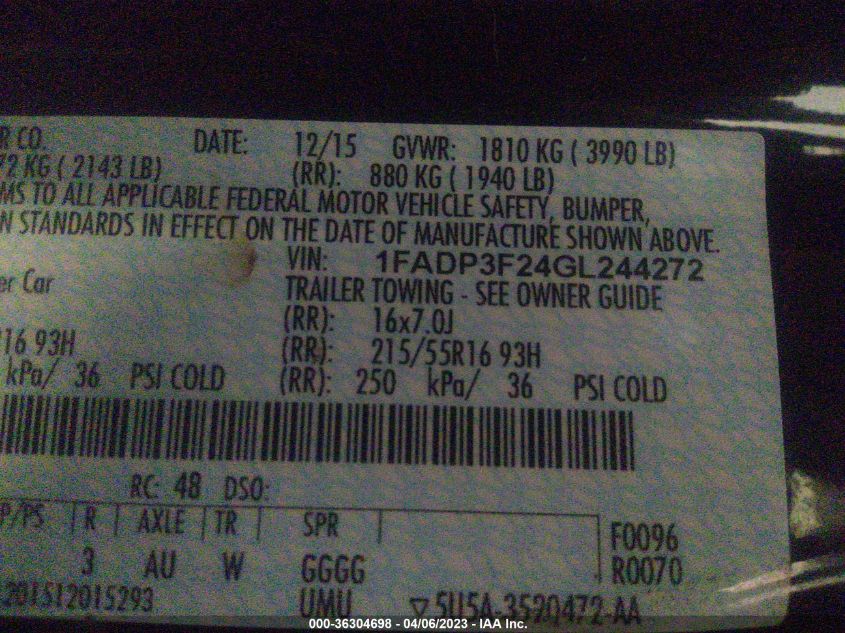 R CO. DATE: 12/15 GVWR: 1810 KG ( 3990 LB)
72 KG ( 2143 LB) (RR): 880 KG ( 1940 LB)
MS TO ALL APPLICABLE FEDERAL MOTOR VEHICLE SAFETY, BUMPER,
N STANDARDS IN EFFECT ON THE DATE OF MANUFACTURE SHOWN ABOVE.
VIN: 1FADP3F24GL244272
er Car TRAILER TOWING - SEE OWNER GUIDE
(RR): 16x7.0J
R16 93H (RR): 215/55R16 93H
kPa/ 36 PSI COLD (RR): 250 kPa/ 36 PSI COLD
RC: 48 DSO:
P/PS R AXLE TR SPR F0096
3 AU W GGGG R0070
201512015293 UMU ▽5U5A-3520472-AA
000-36304698 - 04/06/2023 - IAA Inc.